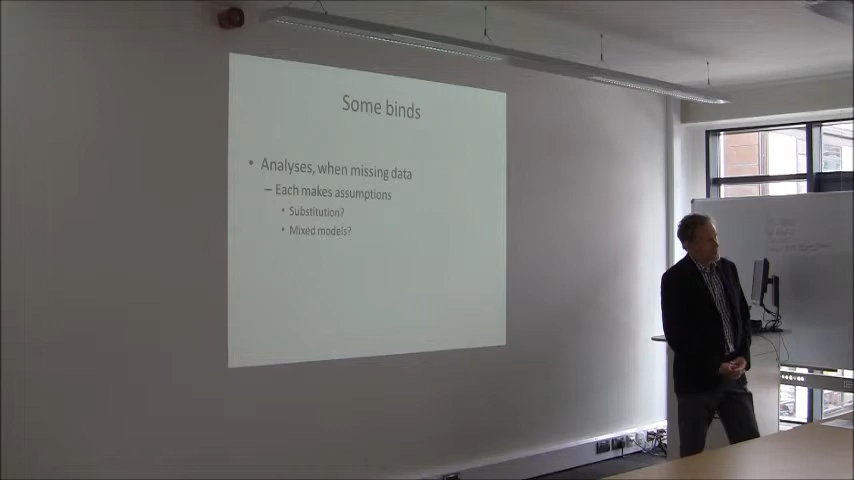 Some binds
• Analyses, when missing data
– Each makes assumptions
• Substitution?
• Mixed models?